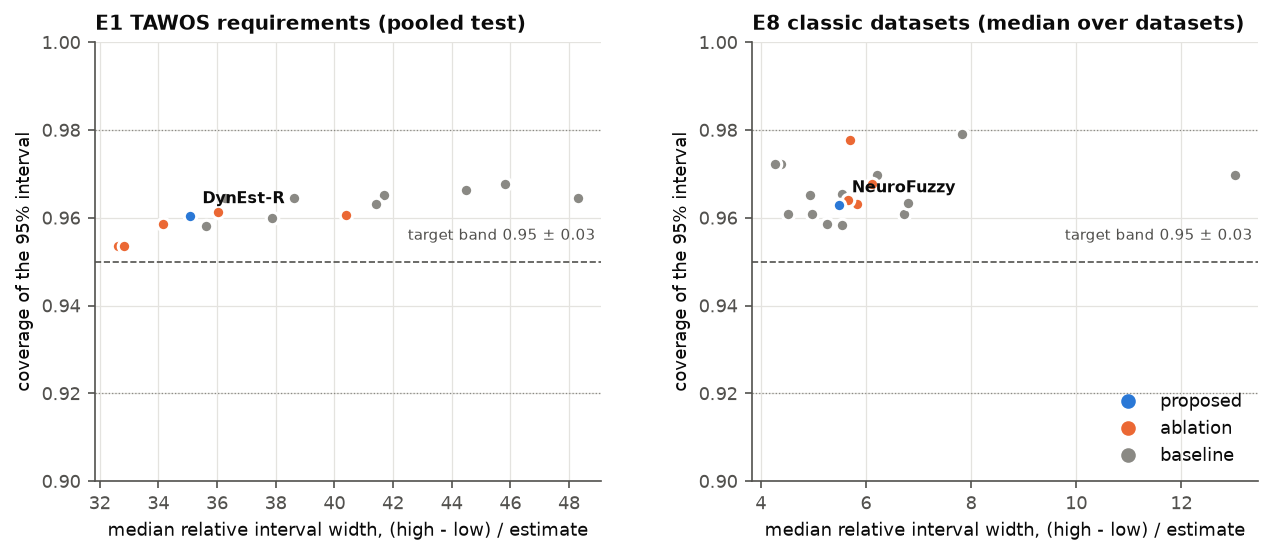 E1 TAWOS requirements (pooled test)
1.00
0.98
0.96
0.94
0.92
0.90
coverage of the 95% interval
DynEst-R
target band 0.95 ± 0.03
32 34 36 38 40 42 44 46 48
median relative interval width, (high - low) / estimate
E8 classic datasets (median over datasets)
1.00
0.98
0.96
0.94
0.92
0.90
coverage of the 95% interval
NeuroFuzzy
target band 0.95 ± 0.03
proposed
ablation
baseline
4 6 8 10 12
median relative interval width, (high - low) / estimate